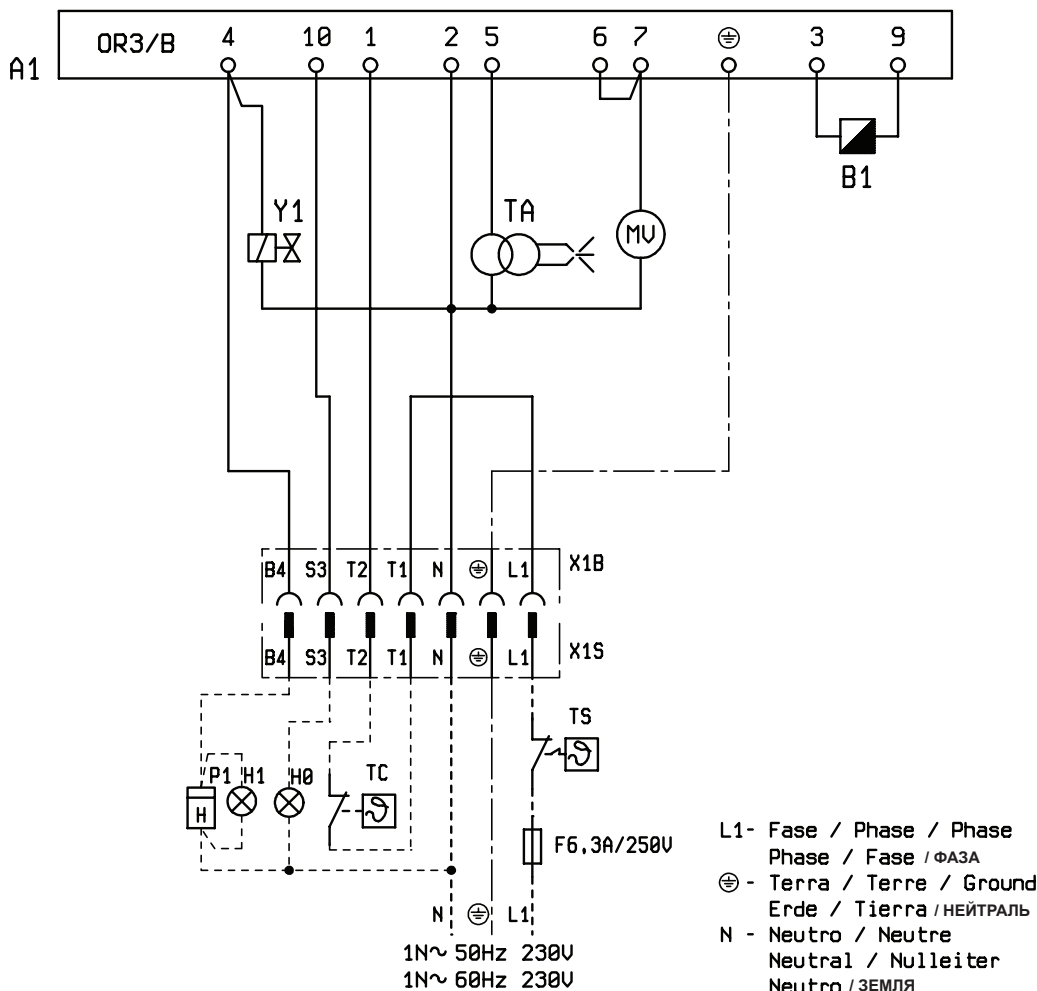 OR3/B 4 10 1 2 5 6 7 3 9
A1
B1
Y1 TA
MV
B4 S3 T2 T1 N L1 X1B
B4 S3 T2 T1 N L1 X1S
TS
P1 H1 H0 TC
H
F6,3A/250V
N L1
1N~ 50Hz 230V
1N~ 60Hz 230V
L1- Fase / Phase / Phase
Phase / Fase / ФАЗА
- Terra / Terre / Ground
Erde / Tierra / НЕЙТРАЛЬ
N - Neutro / Neutre
Neutral / Nulleiter
Neutro / ЗЕМЛЯ